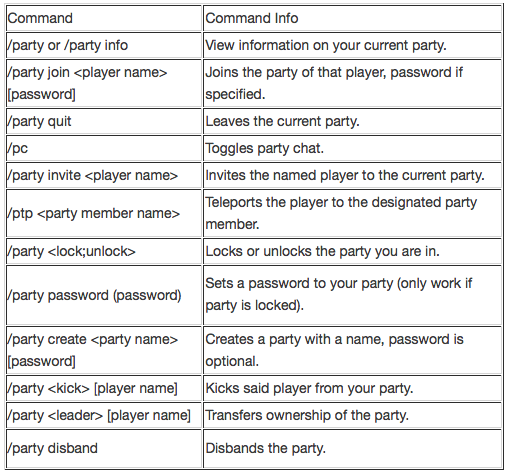 Command Command Info
/party or /party info View information on your current party.
/party join <player name> Joins the party of that player, password if
[password] specified.
/party quit Leaves the current party.
/pc Toggles party chat.
/party invite <player name> Invites the named player to the current party.
/ptp <party member name> Teleports the player to the designated party
member.
/party <lock;unlock> Locks or unlocks the party you are in.
/party password (password) Sets a password to your party (only work if
party is locked).
/party create <party name> Creates a party with a name, password is
[password] optional.
/party <kick> [player name] Kicks said player from your party.
/party <leader> [player name] Transfers ownership of the party.
/party disband Disbands the party.